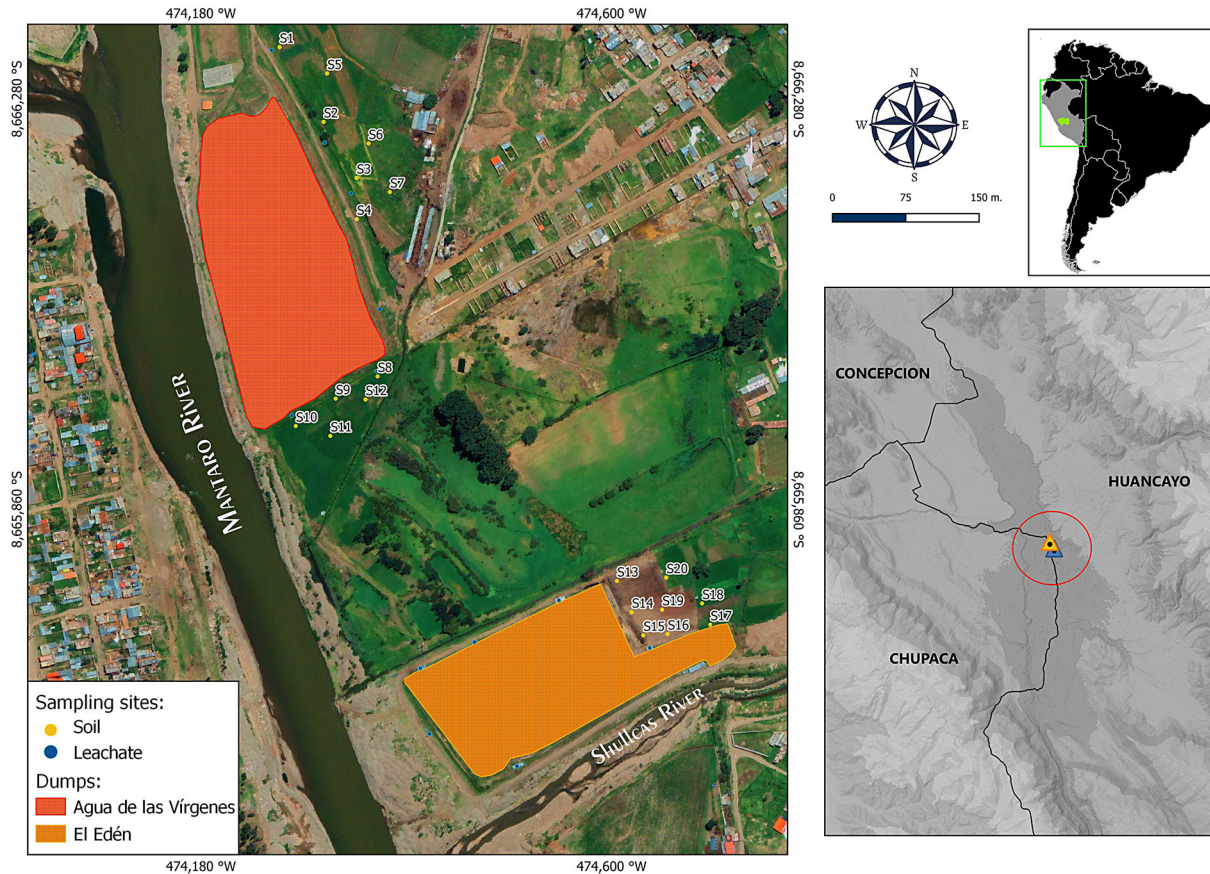 474,180 °W
474,600 °W
8,666,280 °S
8,666,280 °S
S1
S5
S2
S6
S3
S7
S4
S8
S9
S12
S10
S11
MANTARO RIVER
8,665,860 °S
8,665,860 °S
S13
S20
S14
S19
S18
S15
S16
S17
SHULLCAS RIVER
Sampling sites:
Soil
Leachate
Dumps:
Agua de las Vírgenes
El Edén
474,180 °W
474,600 °W
N
W
E
S
0
75
150 m.
CONCEPCION
HUANCAYO
CHUPACA